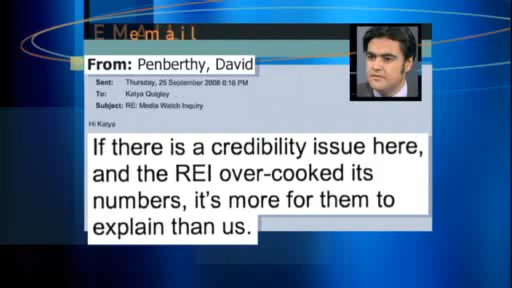 EMAIL
email
From: Penberthy, David
Sent: Thursday, 25 September 2008 6:16 PM
To: Katya Quigley
Subject: RE: Media Watch Inquiry
Hi Katya
If there is a credibility issue here,
and the REI over-cooked its
numbers, it's more for them to
explain than us.